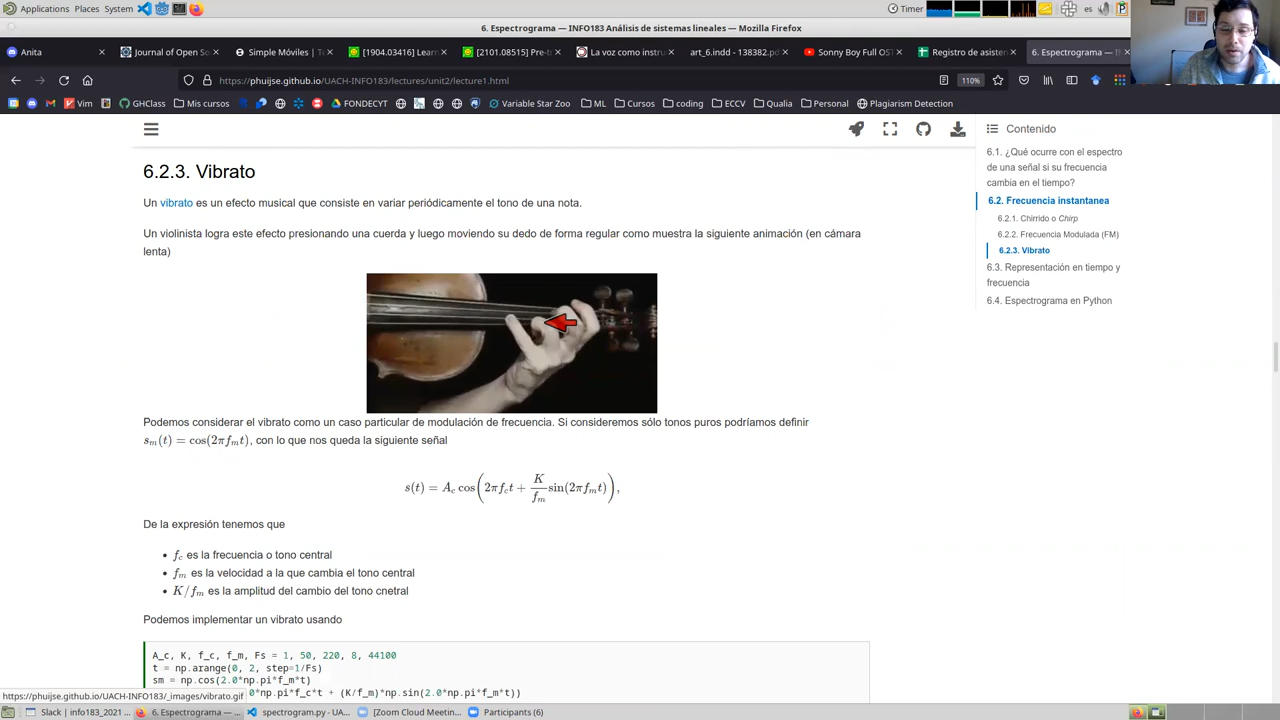 Applications Places System
Timer
es
6. Espectrograma — INFO183 Análisis de sistemas lineales — Mozilla Firefox
Anita
Journal of Open So
Simple Móviles | T
[1904.03416] Lear
[2101.08515] Pre-t
La voz como instru
art_6.indd - 138382.pd
Sonny Boy Full OST
Registro de asisten
6. Espectrograma —
https://phuijse.github.io/UACH-INFO183/lectures/unit2/lecture1.html
110%
Vim
GHClass
Mis cursos
FONDECYT
Variable Star Zoo
ML
Cursos
coding
ECCV
Qualia
Personal
Plagiarism Detection
Contenido
6.1. ¿Qué ocurre con el espectro
de una señal si su frecuencia
cambia en el tiempo?
6.2. Frecuencia instantanea
6.2.1. Chirrido o Chirp
6.2.2. Frecuencia Modulada (FM)
6.2.3. Vibrato
6.3. Representación en tiempo y
frecuencia
6.4. Espectrograma en Python
6.2.3. Vibrato
Un vibrato es un efecto musical que consiste en variar periódicamente el tono de una nota.
Un violinista logra este efecto presionando una cuerda y luego moviendo su dedo de forma regular como muestra la siguiente animación (en cámara
lenta)
Podemos considerar el vibrato como un caso particular de modulación de frecuencia. Si consideremos sólo tonos puros podríamos definir
s_m(t) = cos(2πf_m t), con lo que nos queda la siguiente señal
s(t) = A_c cos(2πf_c t + K/f_m sin(2πf_m t)),
De la expresión tenemos que
• f_c es la frecuencia o tono central
• f_m es la velocidad a la que cambia el tono central
• K/f_m es la amplitud del cambio del tono cnetral
Podemos implementar un vibrato usando
A_c, K, f_c, f_m, Fs = 1, 50, 220, 8, 44100
t = np.arange(0, 2, step=1/Fs)
sm = np.cos(2.0*np.pi*f_m*t)
0*np.pi*f_c*t + (K/f_m)*np.sin(2.0*np.pi*f_m*t))
https://phuijse.github.io/UACH-INFO183/_images/vibrato.gif
Slack | info183_2021 ...
6. Espectrograma — ...
spectrogram.py - UA...
[Zoom Cloud Meetin...
Participants (6)